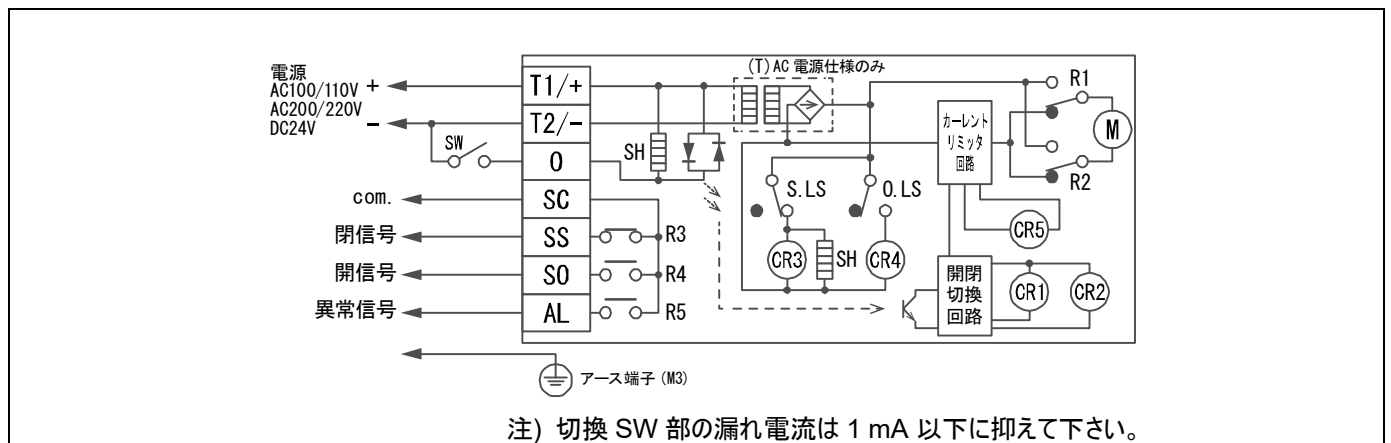 (T) AC 電源仕様のみ
電源
AC100/110V +
AC200/220V
DC24V −
T1/+
T2/−
SW
O
SH
com.
SC
閉信号
SS
R3
開信号
SO
R4
異常信号
AL
R5
S.LS
O.LS
CR3
SH
CR4
カーレント
リミッタ
回路
R1
M
R2
CR5
開閉
切換
回路
CR1
CR2
アース端子 (M3)
注) 切換 SW 部の漏れ電流は 1 mA 以下に抑えて下さい。